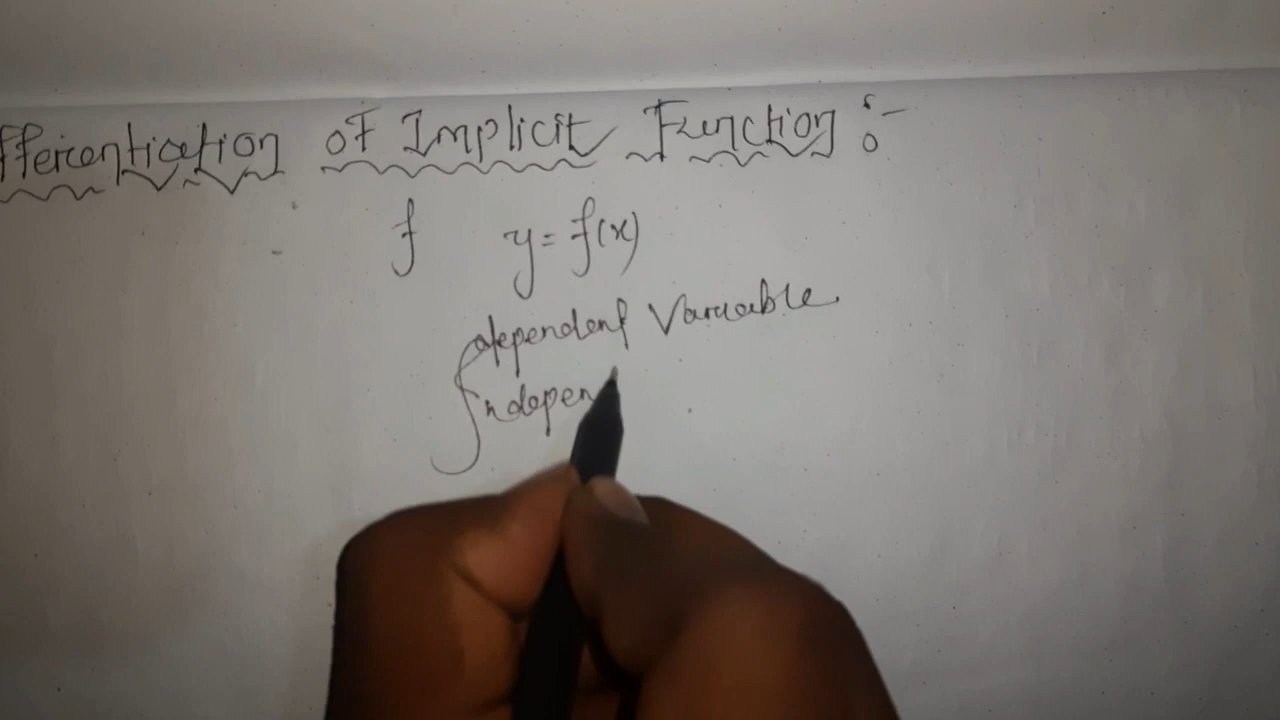 fferentiation of Implicit Function :-
f y = f(x)
dependent Variable
Indepen